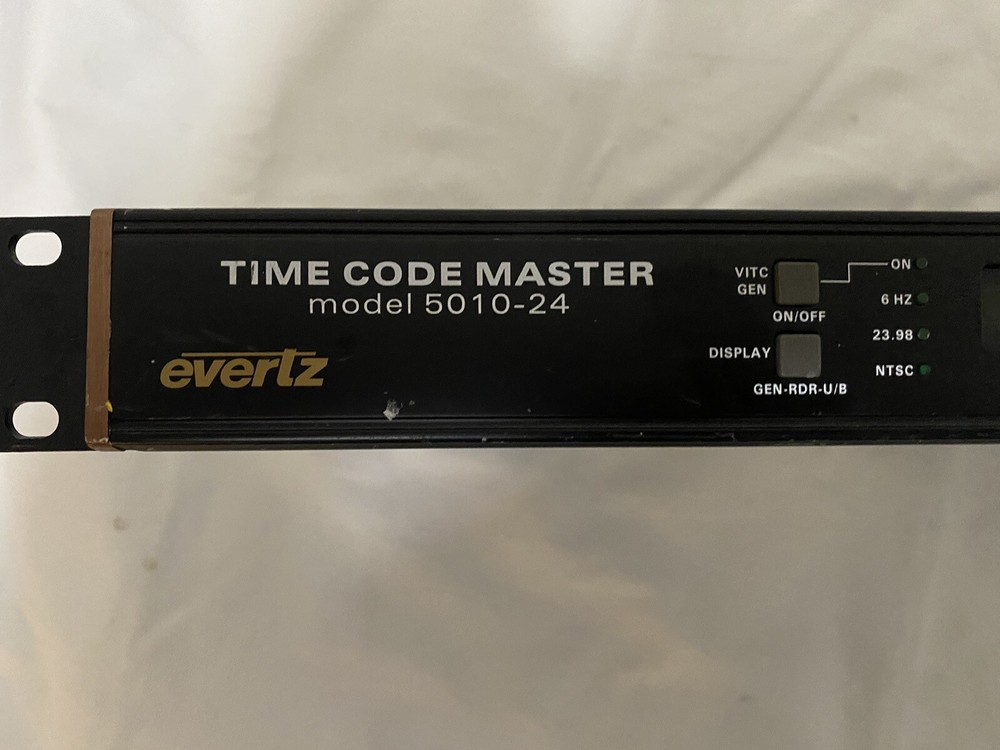 TIME CODE MASTER
model 5010-24
evertz
VITC
GEN
ON/OFF
DISPLAY
GEN-RDR-U/B
ON
6 HZ
23.98
NTSC